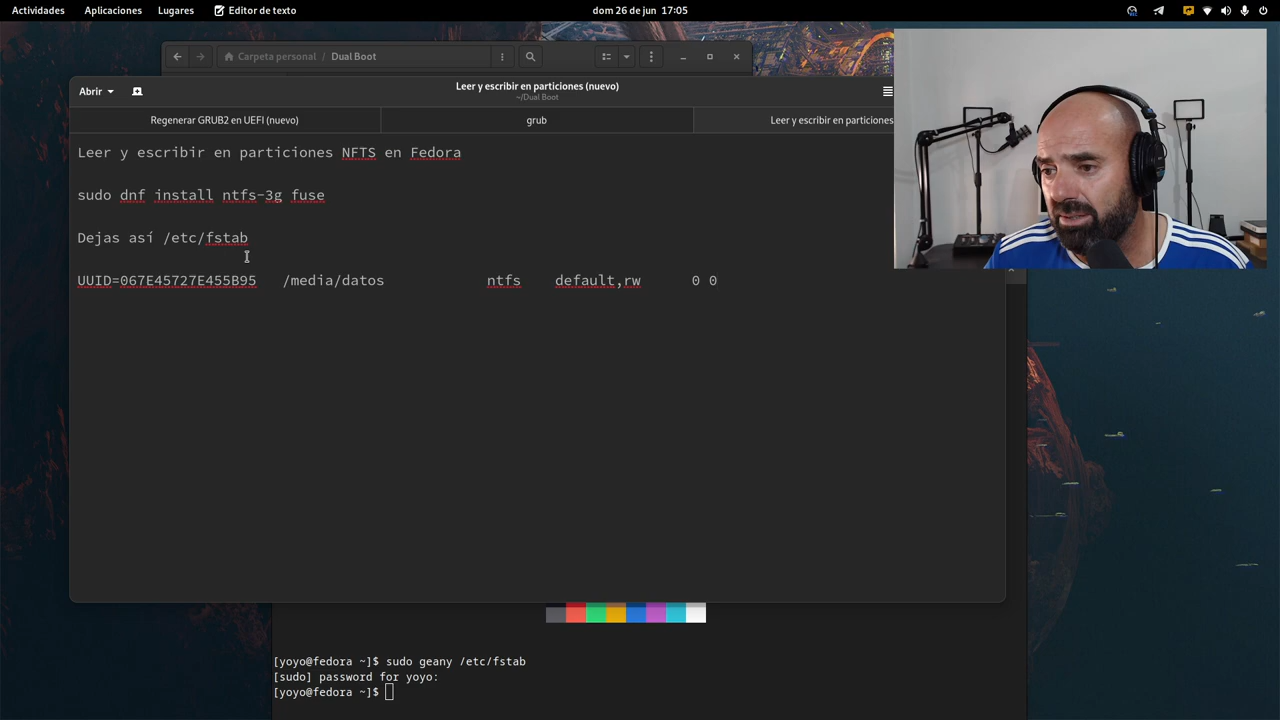 Actividades Aplicaciones Lugares Editor de texto dom 26 de jun 17:05
Carpeta personal / Dual Boot
Abrir Leer y escribir en particiones (nuevo)
~/Dual Boot
Regenerar GRUB2 en UEFI (nuevo) grub Leer y escribir en particiones
Leer y escribir en particiones NFTS en Fedora
sudo dnf install ntfs-3g fuse
Dejas así /etc/fstab
UUID=067E45727E455B95 /media/datos ntfs default,rw 0 0
[yoyo@fedora ~]$ sudo geany /etc/fstab
[sudo] password for yoyo:
[yoyo@fedora ~]$